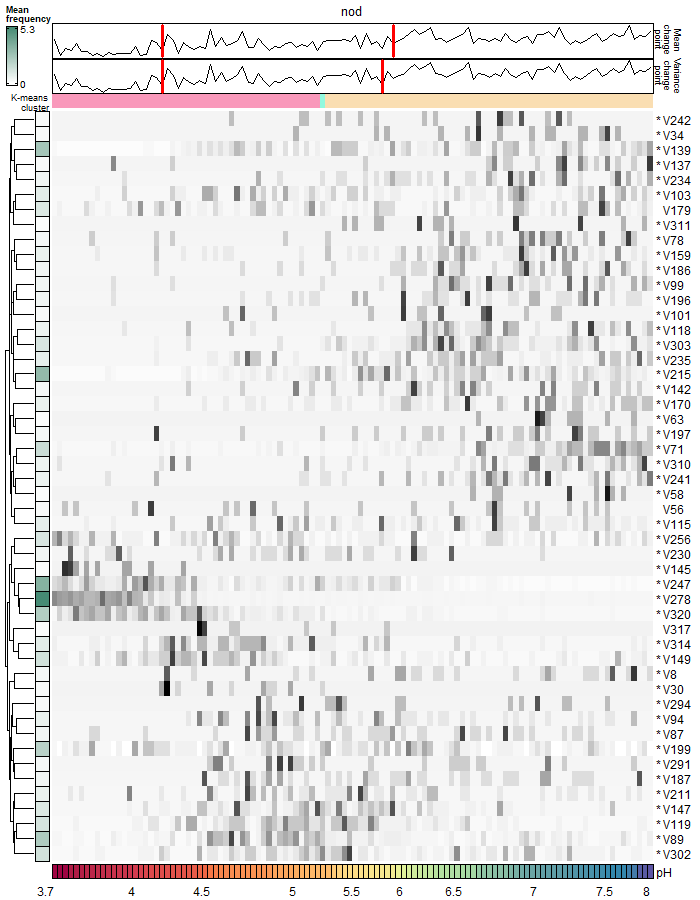 Mean
frequency
5.3
0
nod
Mean
change
point
Variance
change
point
K-means
cluster
* V242
* V34
* V139
* V137
* V234
* V103
V179
* V311
* V78
* V159
* V186
* V99
* V196
* V101
* V118
* V303
* V235
* V215
* V142
* V170
* V63
* V197
* V71
* V310
* V241
* V58
V56
* V115
* V256
* V230
* V145
* V247
* V278
* V320
V317
* V314
* V149
* V8
* V30
* V294
* V94
* V87
* V199
* V291
* V187
* V211
* V147
* V119
* V89
* V302
pH
3.7 4 4.5 5 5.5 6 6.5 7 7.5 8